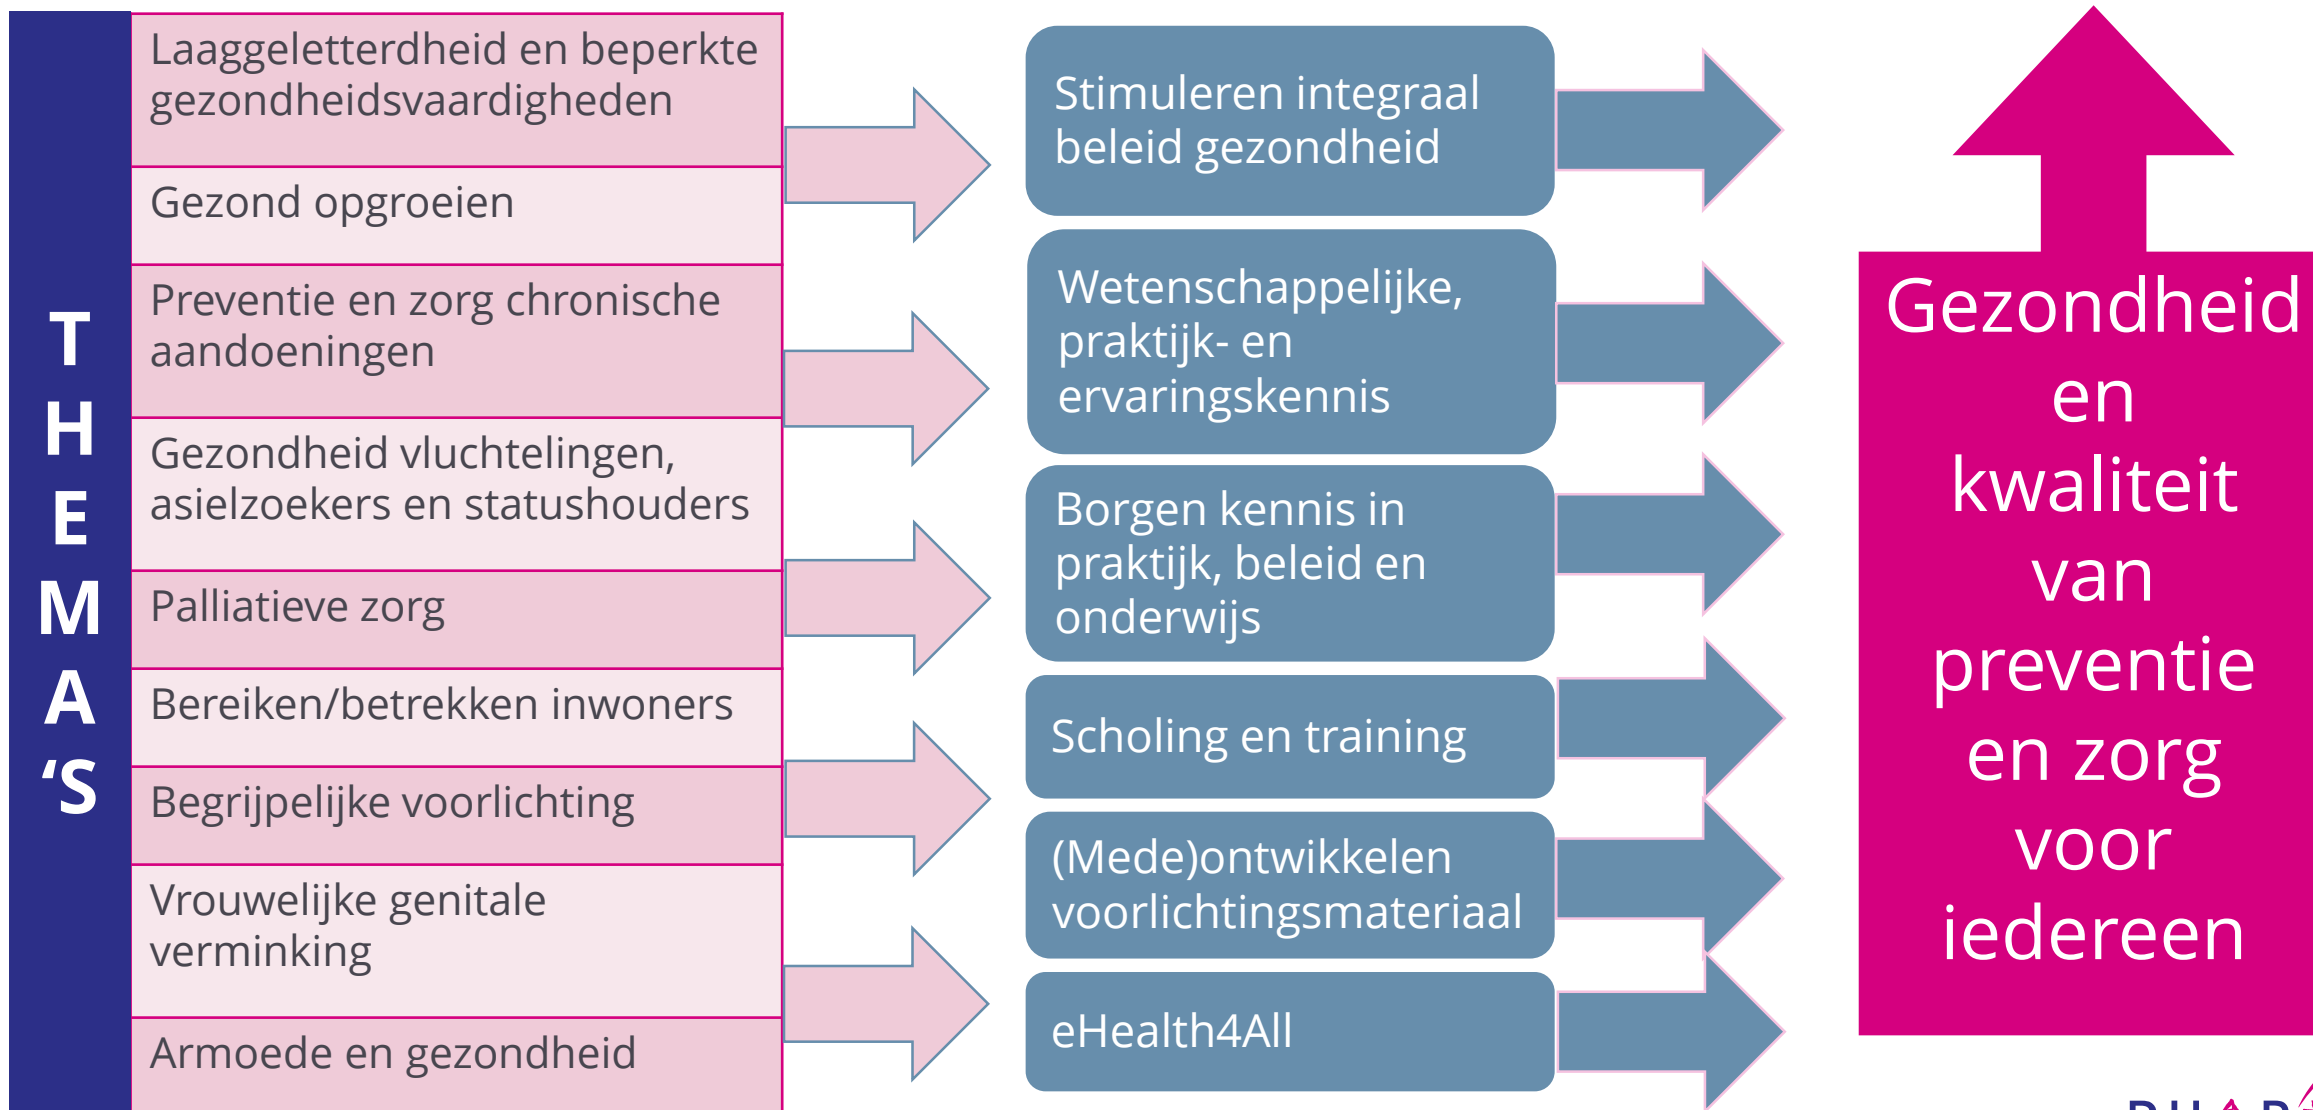 T
H
E
M
A
‘S
Laaggeletterdheid en beperkte
gezondheidsvaardigheden
Gezond opgroeien
Preventie en zorg chronische
aandoeningen
Gezondheid vluchtelingen,
asielzoekers en statushouders
Palliatieve zorg
Bereiken/betrekken inwoners
Begrijpelijke voorlichting
Vrouwelijke genitale
verminking
Armoede en gezondheid
Stimuleren integraal
beleid gezondheid
Wetenschappelijke,
praktijk- en
ervaringskennis
Borgen kennis in
praktijk, beleid en
onderwijs
Scholing en training
(Mede)ontwikkelen
voorlichtingsmateriaal
eHealth4All
Gezondheid
en
kwaliteit
van
preventie
en zorg
voor
iedereen